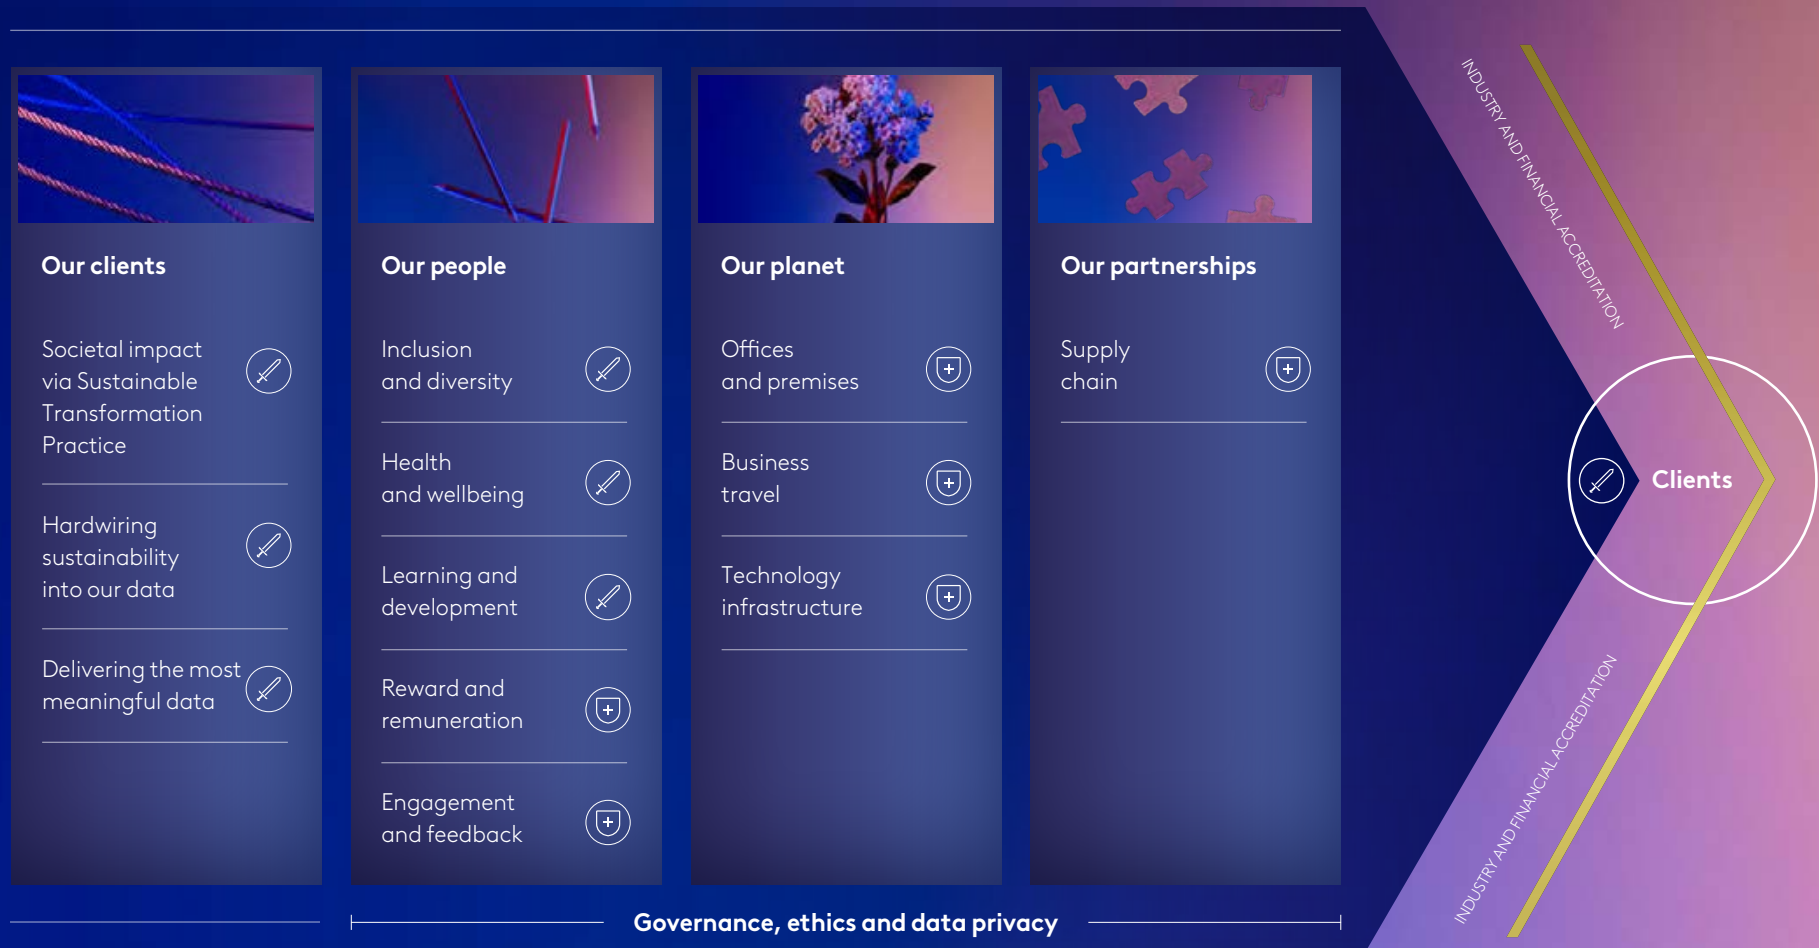 Our clients
Societal impact
via Sustainable
Transformation
Practice
Hardwiring
sustainability
into our data
Delivering the most
meaningful data
Our people
Inclusion
and diversity
Health
and wellbeing
Learning and
development
Reward and
remuneration
Engagement
and feedback
Our planet
Offices
and premises
Business
travel
Technology
infrastructure
Our partnerships
Supply
chain
Governance, ethics and data privacy
INDUSTRY AND FINANCIAL ACCREDITATION
Clients
INDUSTRY AND FINANCIAL ACCREDITATION